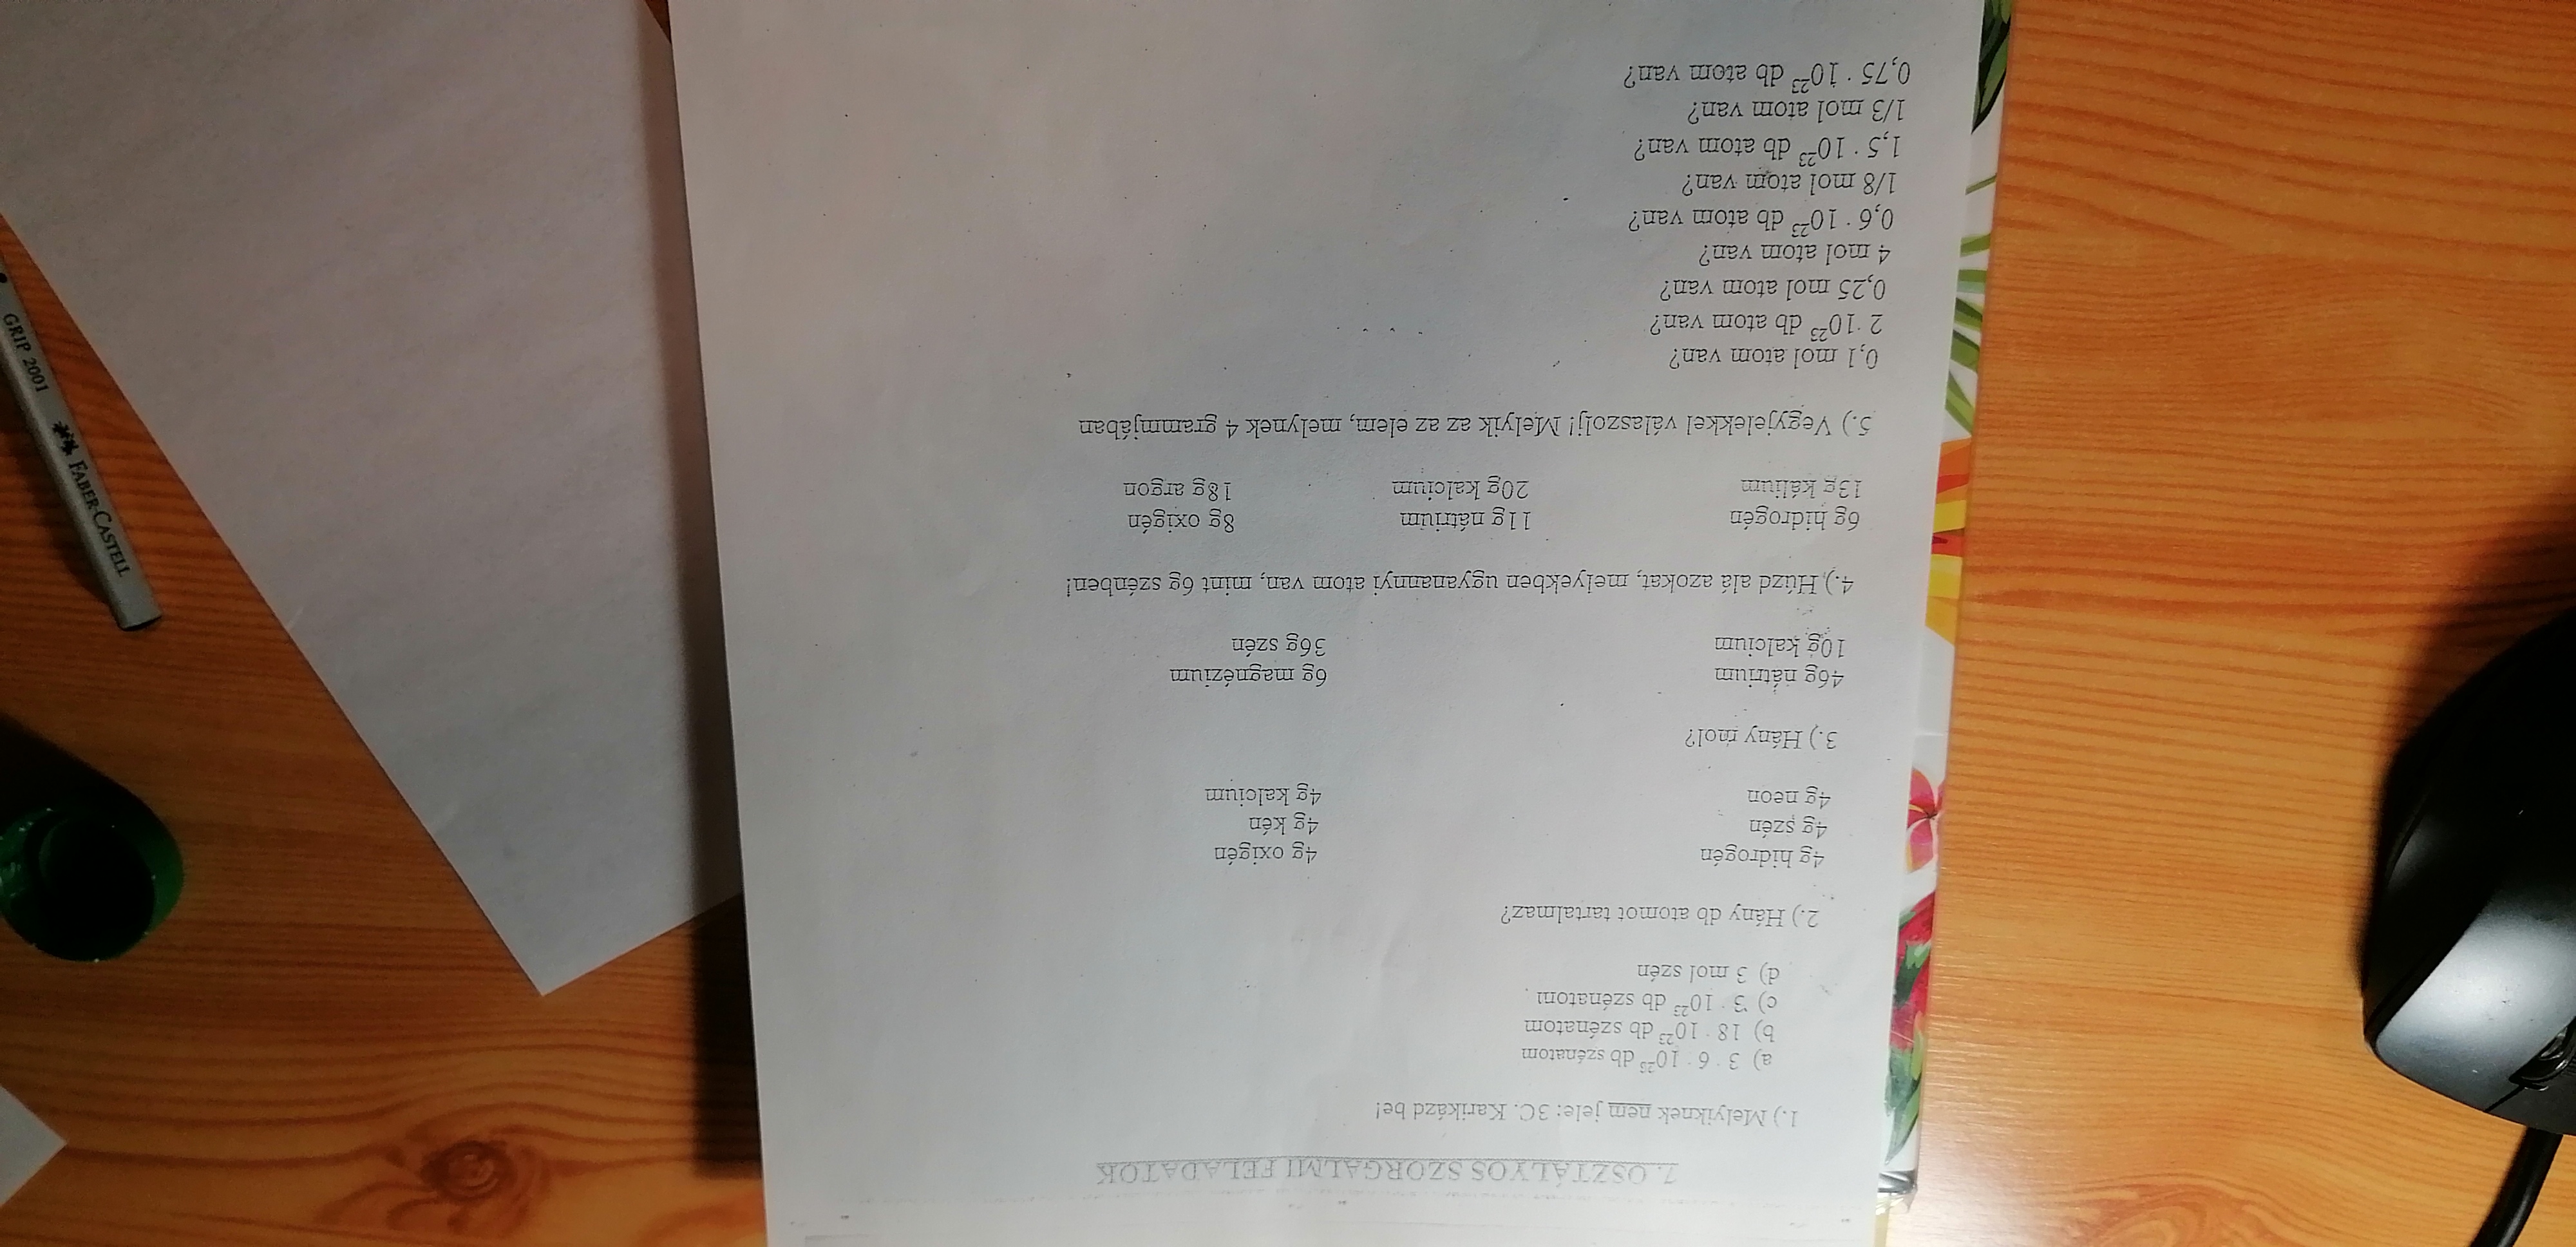 7. OSZTÁLYOS SZORGALMI FELADATOK
1.) Melyiknek nem jele: 3C. Karikázd be!
a) 3 · 6 · 10²³ db szénatom
b) 18 · 10²³ db szénatom
c) 3 · 10²³ db szénatom
d) 3 mol szén
2.) Hány db atomot tartalmaz?
4g hidrogén 4g oxigén
4g szén 4g kén
4g neon 4g kalcium
3.) Hány mol?
46g nátrium 6g magnézium
10g kalcium 36g szén
4.) Húzd alá azokat, melyekben ugyanannyi atom van, mint 6g szénben!
6g hidrogén 11g nátrium 8g oxigén
13g kálium 20g kalcium 18g argon
5.) Vegyjelekkel válaszolj! Melyik az az elem, melynek 4 grammjában
0,1 mol atom van?
2 · 10²³ db atom van?
0,25 mol atom van?
4 mol atom van?
0,6 · 10²³ db atom van?
1/8 mol atom van?
1,5 · 10²³ db atom van?
1/3 mol atom van?
0,75 · 10²³ db atom van?
GRIP 2001 FABER-CASTELL